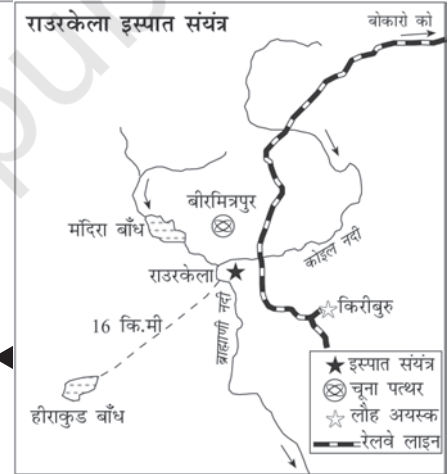 राउरकेला इस्पात संयंत्र
बोकारो को
बीरमित्रपुर
मंदिरा बाँध
कोइल नदी
राउरकेला
ब्राह्मणी नदी
किरीबुरु
16 कि.मी
हीराकुड बाँध
इस्पात संयंत्र
चूना पत्थर
लौह अयस्क
रेलवे लाइन